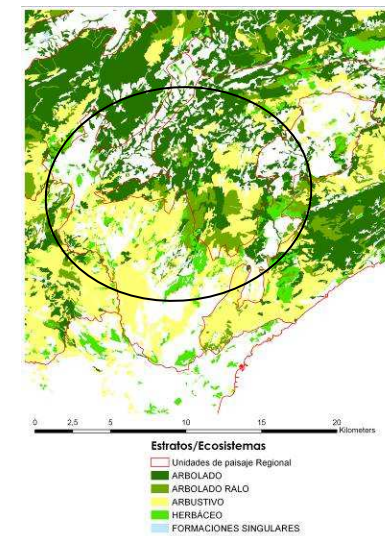 0 2,5 5 10 15 20
Kilometers
Estratos/Ecosistemas
Unidades de paisaje Regional
ARBOLADO
ARBOLADO RALO
ARBUSTIVO
HERBÁCEO
FORMACIONES SINGULARES